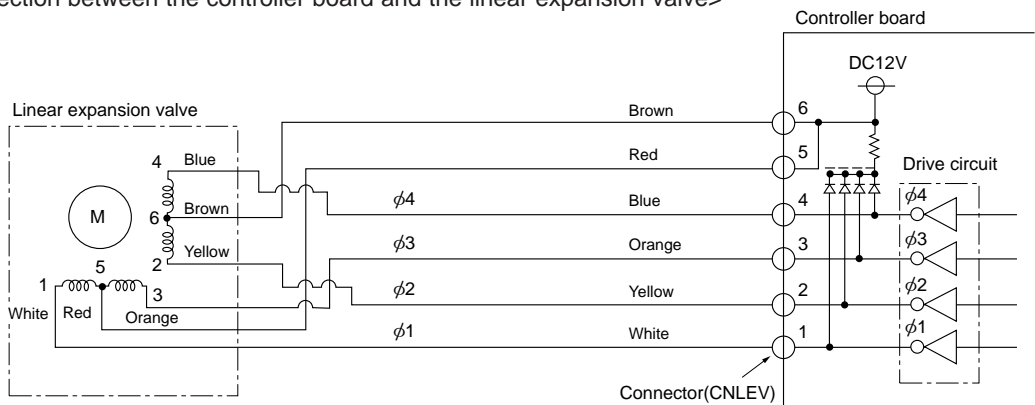 ection between the controller board and the linear expansion valve>
Controller board
DC12V
Linear expansion valve
Brown
6
Red
5
Drive circuit
4
Blue
ϕ4
Blue
4
ϕ4
M
6
Brown
ϕ3
Orange
3
ϕ3
Yellow
5
2
ϕ2
Yellow
2
ϕ2
1
3
White
Red
Orange
ϕ1
White
1
ϕ1
Connector(CNLEV)